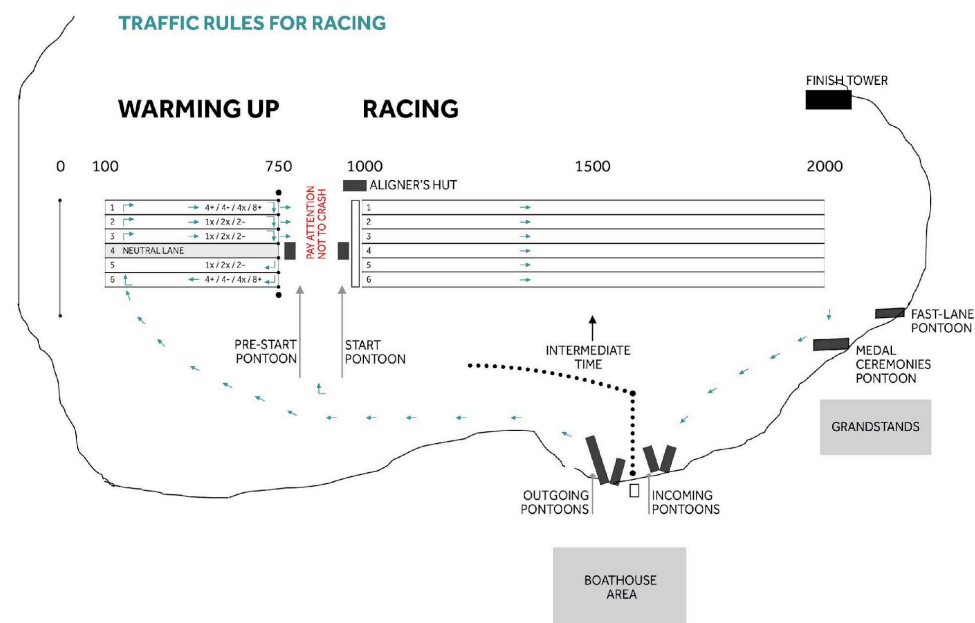 TRAFFIC RULES FOR RACING
FINISH TOWER
WARMING UP
RACING
0
100
750
1000
1500
2000
ALIGNER'S HUT
1
4+ / 4- / 4x / 8+
2
1x / 2x / 2-
3
1x / 2x / 2-
4 NEUTRAL LANE
5
1x / 2x / 2-
6
4+ / 4- / 4x / 8+
PAY ATTENTION
NOT TO CRASH
1
2
3
4
5
6
PRE-START
PONTOON
START
PONTOON
INTERMEDIATE
TIME
FAST-LANE
PONTOON
MEDAL
CEREMONIES
PONTOON
GRANDSTANDS
OUTGOING
PONTOONS
INCOMING
PONTOONS
BOATHOUSE
AREA